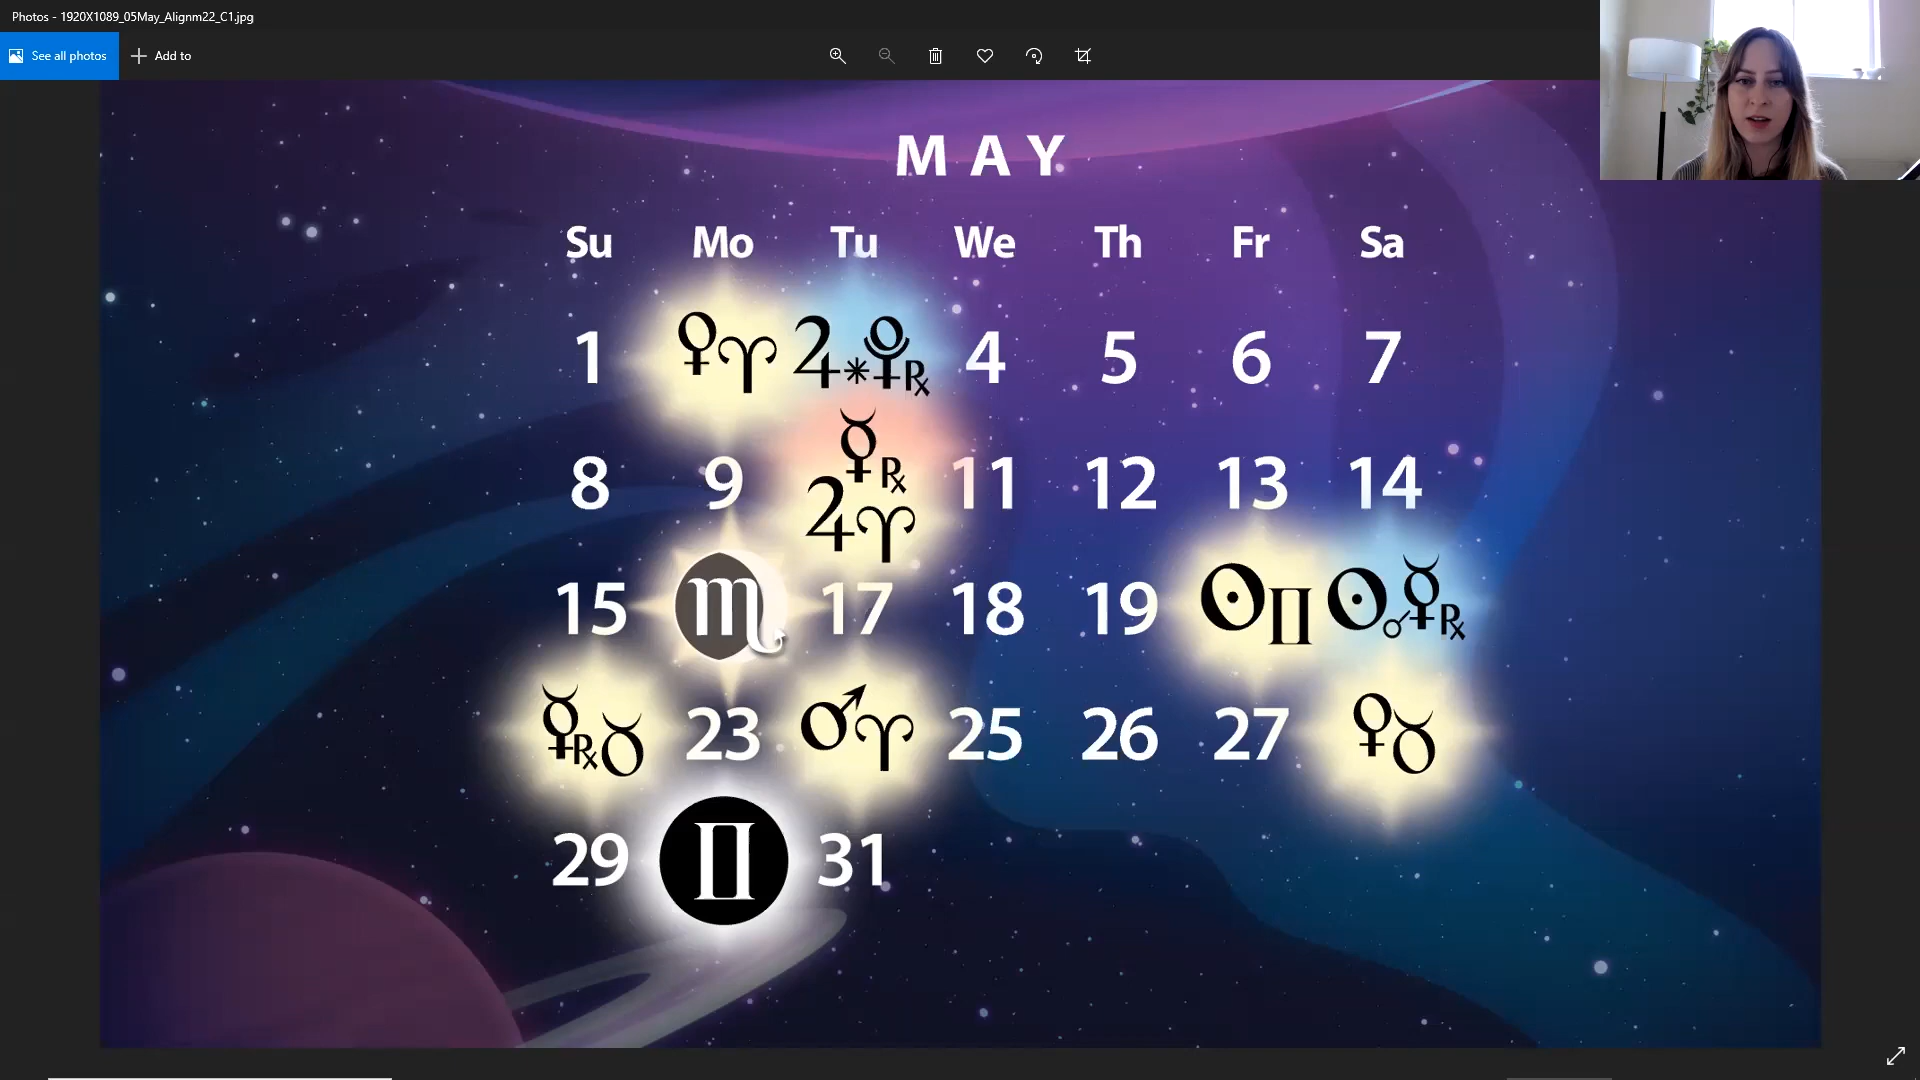 Photos - 1920X1089_05May_Alignm22_C1.jpg
See all photos
Add to
MAY
Su Mo Tu We Th Fr Sa
1 ♀♈ ♃⚹♇℞ 4 5 6 7
8 9 ☿℞ ♃♈ 11 12 13 14
15 ♏ 17 18 19 ☉♊ ☉☌☿℞
☿℞♉ 23 ♂♈ 25 26 27 ♀♉
29 ♊ 31